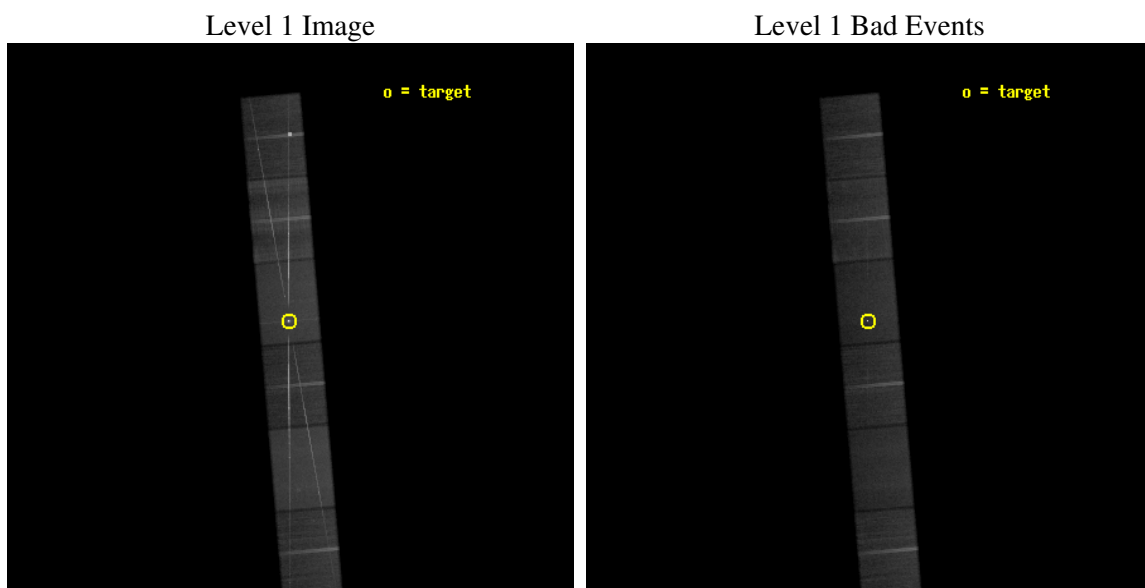 Level 1 Image
Level 1 Bad Events
o = target
o = target